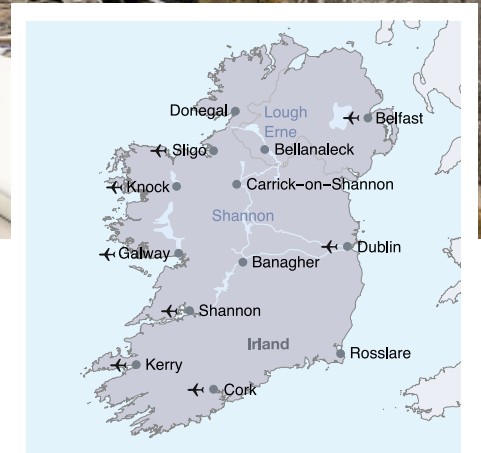 Donegal
Lough
Erne
Belfast
Sligo
Bellanaleck
Knock
Carrick–on–Shannon
Shannon
Galway
Dublin
Banagher
Shannon
Irland
Rosslare
Kerry
Cork